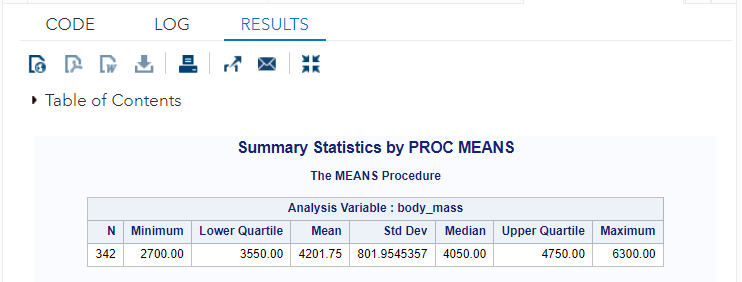 CODE LOG RESULTS
Table of Contents
Summary Statistics by PROC MEANS
The MEANS Procedure
Analysis Variable : body_mass
N Minimum Lower Quartile Mean Std Dev Median Upper Quartile Maximum
342 2700.00 3550.00 4201.75 801.9545357 4050.00 4750.00 6300.00